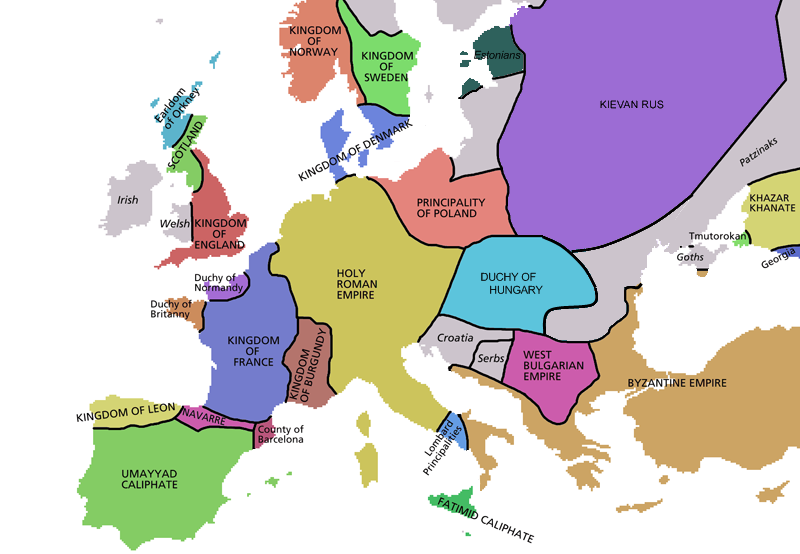 KINGDOM
OF
NORWAY
KINGDOM
OF
SWEDEN
Estonians
KIEVAN RUS
Earldom
of Orkney
SCOTLAND
KINGDOM OF DENMARK
Patzinaks
Irish
Welsh
KINGDOM
OF
ENGLAND
PRINCIPALITY
OF POLAND
KHAZAR
KHANATE
Tmutorokan
Goths
Georgia
Duchy of
Normandy
HOLY
ROMAN
EMPIRE
DUCHY OF
HUNGARY
Duchy of
Britanny
KINGDOM
OF
FRANCE
KINGDOM
OF BURGUNDY
Croatia
Serbs
WEST
BULGARIAN
EMPIRE
BYZANTINE EMPIRE
KINGDOM OF LEON
NAVARRE
County of
Barcelona
Lombard
Principalities
UMAYYAD
CALIPHATE
FATIMID CALIPHATE